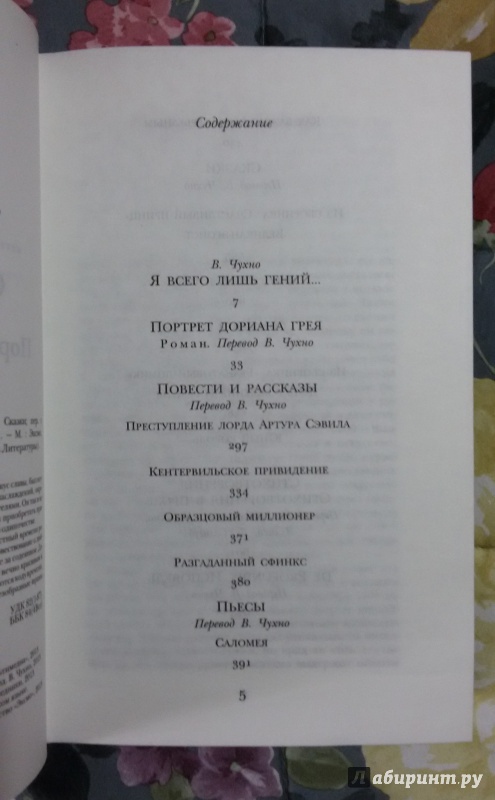 Содержание
В. Чухно
Я ВСЕГО ЛИШЬ ГЕНИЙ...
7
ПОРТРЕТ ДОРИАНА ГРЕЯ
Роман. Перевод В. Чухно
33
ПОВЕСТИ И РАССКАЗЫ
Перевод В. Чухно
ПРЕСТУПЛЕНИЕ ЛОРДА АРТУРА СЭВИЛА
297
КЕНТЕРВИЛЬСКОЕ ПРИВИДЕНИЕ
334
ОБРАЗЦОВЫЙ МИЛЛИОНЕР
371
РАЗГАДАННЫЙ СФИНКС
380
ПЬЕСЫ
Перевод В. Чухно
САЛОМЕЯ
391
5
Лабиринт.ру